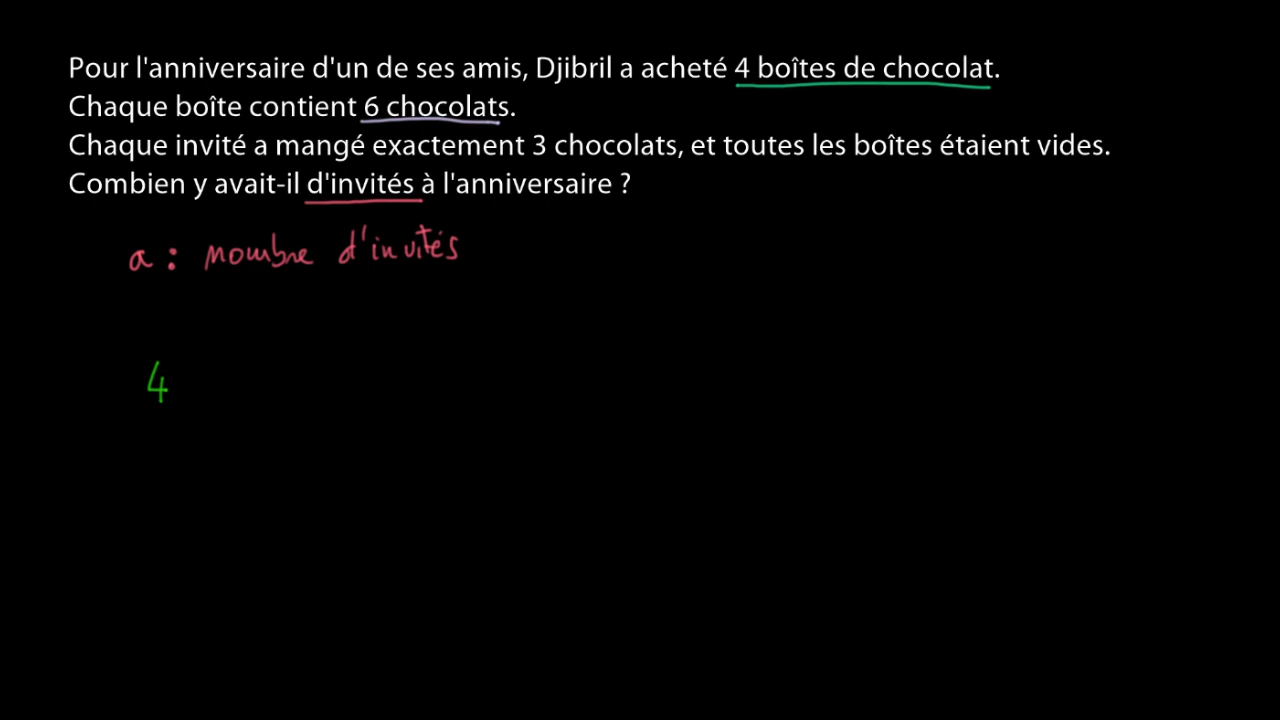 Pour l'anniversaire d'un de ses amis, Djibril a acheté 4 boîtes de chocolat.
Chaque boîte contient 6 chocolats.
Chaque invité a mangé exactement 3 chocolats, et toutes les boîtes étaient vides.
Combien y avait-il d'invités à l'anniversaire ?
a : nombre d'invités
4